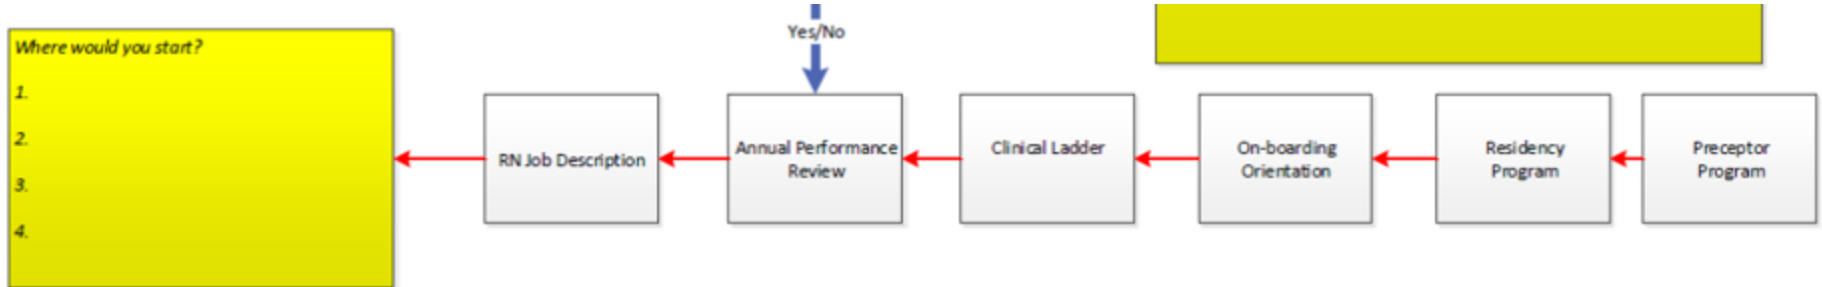 Where would you start?
1.
2.
3.
4.
Yes/No
RN Job Description
Annual Performance
Review
Clinical Ladder
On-boarding
Orientation
Residency
Program
Preceptor
Program